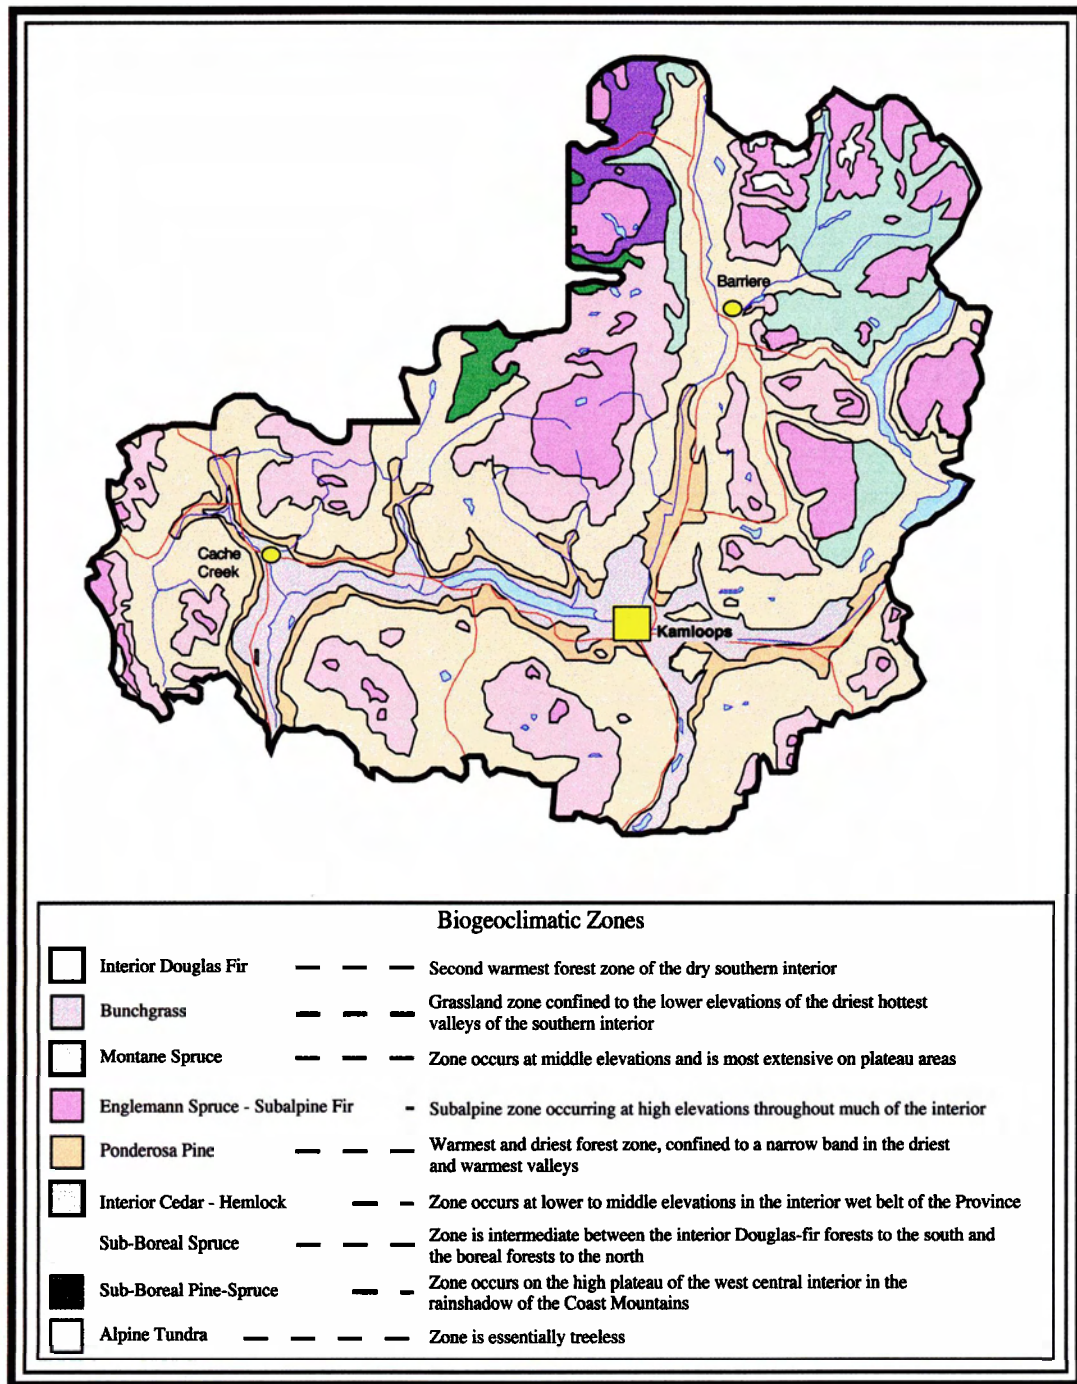 Barriere
Cache
Creek
Kamloops
Biogeoclimatic Zones
Interior Douglas Fir — — — Second warmest forest zone of the dry southern interior
Bunchgrass — — — Grassland zone confined to the lower elevations of the driest hottest
valleys of the southern interior
Montane Spruce — — — Zone occurs at middle elevations and is most extensive on plateau areas
Englemann Spruce - Subalpine Fir - Subalpine zone occurring at high elevations throughout much of the interior
Ponderosa Pine — — — Warmest and driest forest zone, confined to a narrow band in the driest
and warmest valleys
Interior Cedar - Hemlock — - Zone occurs at lower to middle elevations in the interior wet belt of the Province
Sub-Boreal Spruce — — — Zone is intermediate between the interior Douglas-fir forests to the south and
the boreal forests to the north
Sub-Boreal Pine-Spruce — - Zone occurs on the high plateau of the west central interior in the
rainshadow of the Coast Mountains
Alpine Tundra — — — — Zone is essentially treeless